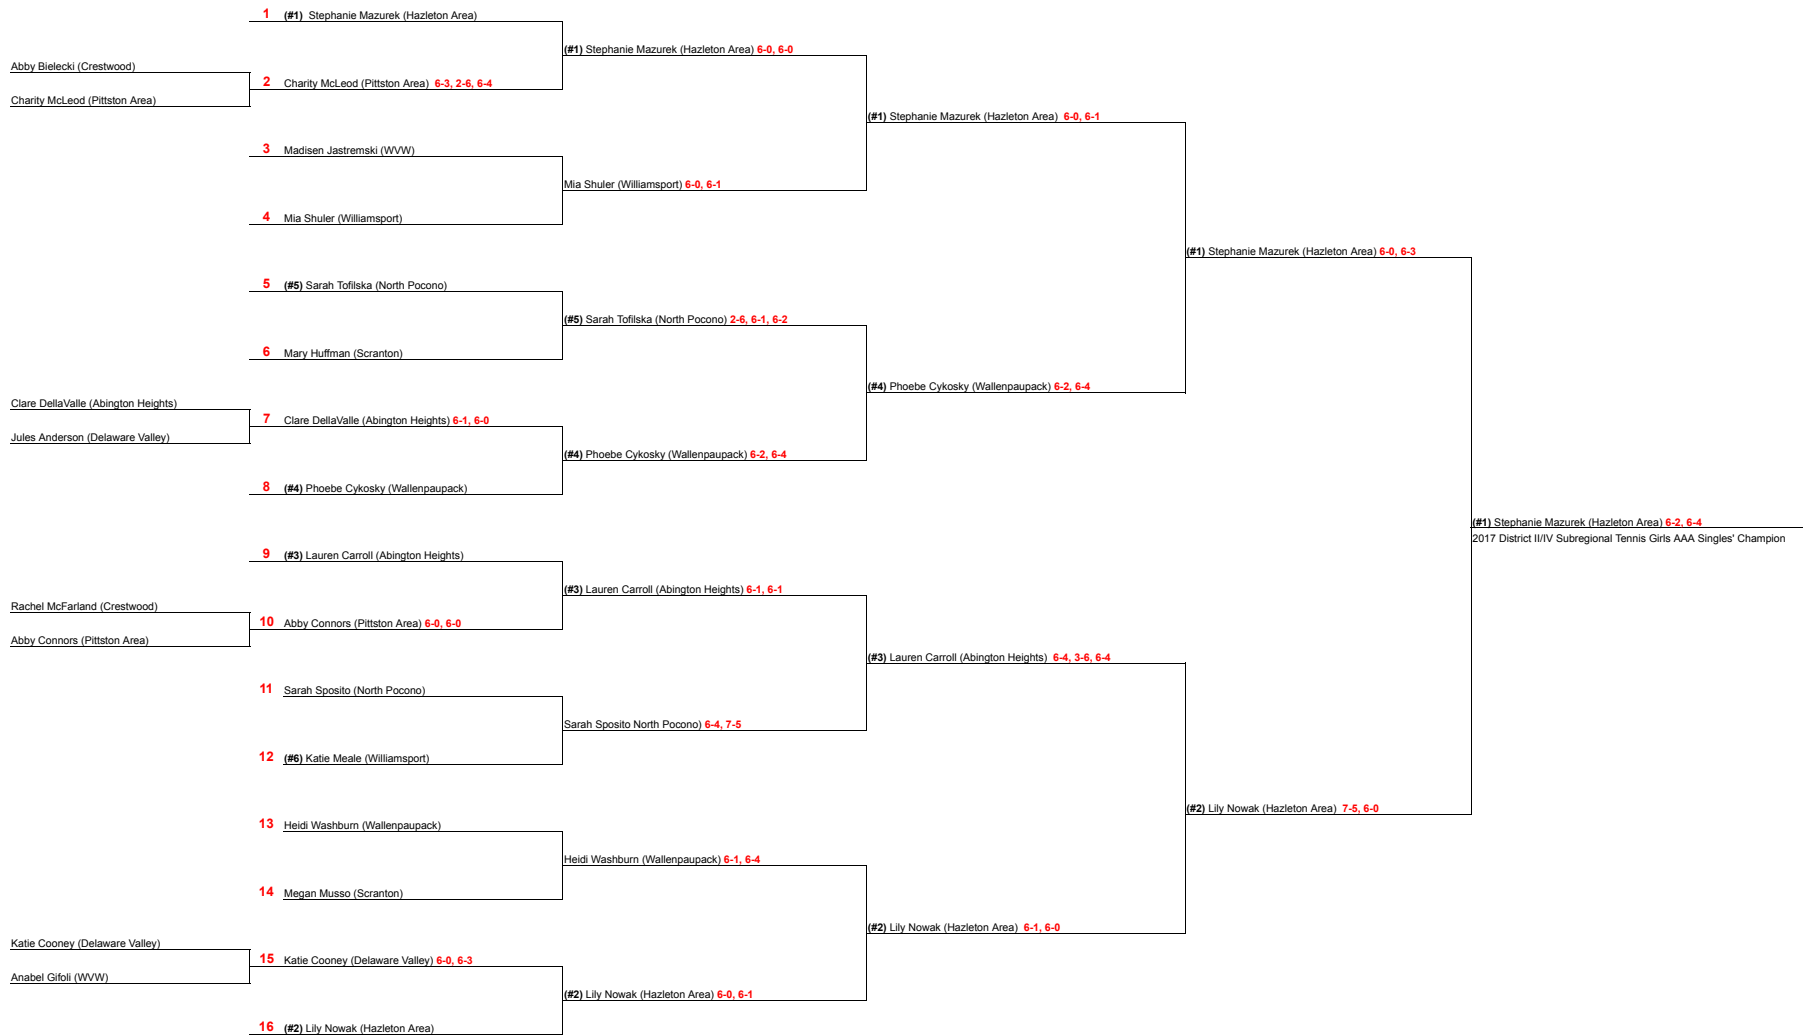 1 (#1) Stephanie Mazurek (Hazleton Area)
(#1) Stephanie Mazurek (Hazleton Area) 6-0, 6-0
Abby Bielecki (Crestwood)
2 Charity McLeod (Pittston Area) 6-3, 2-6, 6-4
Charity McLeod (Pittston Area)
(#1) Stephanie Mazurek (Hazleton Area) 6-0, 6-1
3 Madisen Jastremski (WVW)
Mia Shuler (Williamsport) 6-0, 6-1
4 Mia Shuler (Williamsport)
(#1) Stephanie Mazurek (Hazleton Area) 6-0, 6-3
5 (#5) Sarah Tofilska (North Pocono)
(#5) Sarah Tofilska (North Pocono) 2-6, 6-1, 6-2
6 Mary Huffman (Scranton)
(#4) Phoebe Cykosky (Wallenpaupack) 6-2, 6-4
Clare DellaValle (Abington Heights)
7 Clare DellaValle (Abington Heights) 6-1, 6-0
Jules Anderson (Delaware Valley)
(#4) Phoebe Cykosky (Wallenpaupack) 6-2, 6-4
8 (#4) Phoebe Cykosky (Wallenpaupack)
(#1) Stephanie Mazurek (Hazleton Area) 6-2, 6-4
2017 District II/IV Subregional Tennis Girls AAA Singles' Champion
9 (#3) Lauren Carroll (Abington Heights)
(#3) Lauren Carroll (Abington Heights) 6-1, 6-1
Rachel McFarland (Crestwood)
10 Abby Connors (Pittston Area) 6-0, 6-0
Abby Connors (Pittston Area)
(#3) Lauren Carroll (Abington Heights) 6-4, 3-6, 6-4
11 Sarah Sposito (North Pocono)
Sarah Sposito North Pocono) 6-4, 7-5
12 (#6) Katie Meale (Williamsport)
(#2) Lily Nowak (Hazleton Area) 7-5, 6-0
13 Heidi Washburn (Wallenpaupack)
Heidi Washburn (Wallenpaupack) 6-1, 6-4
14 Megan Musso (Scranton)
(#2) Lily Nowak (Hazleton Area) 6-1, 6-0
Katie Cooney (Delaware Valley)
15 Katie Cooney (Delaware Valley) 6-0, 6-3
Anabel Gifoli (WVW)
(#2) Lily Nowak (Hazleton Area) 6-0, 6-1
16 (#2) Lily Nowak (Hazleton Area)